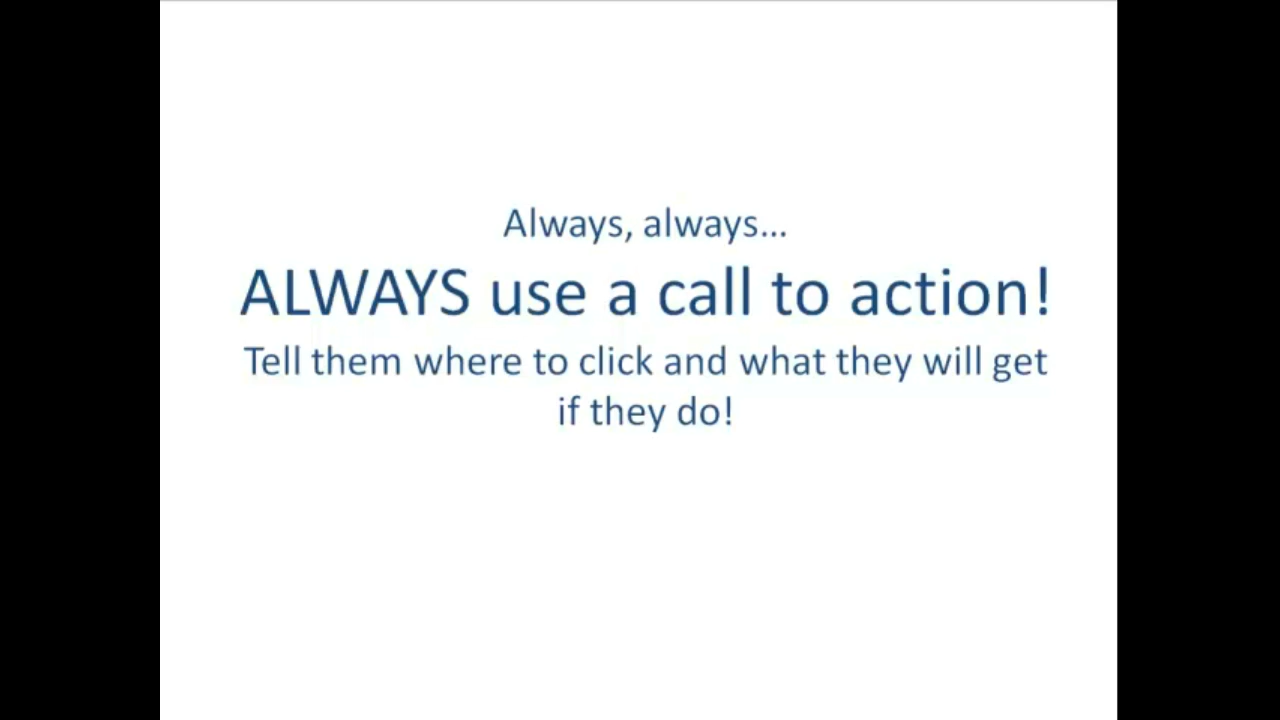 Always, always...
ALWAYS use a call to action!
Tell them where to click and what they will get
if they do!